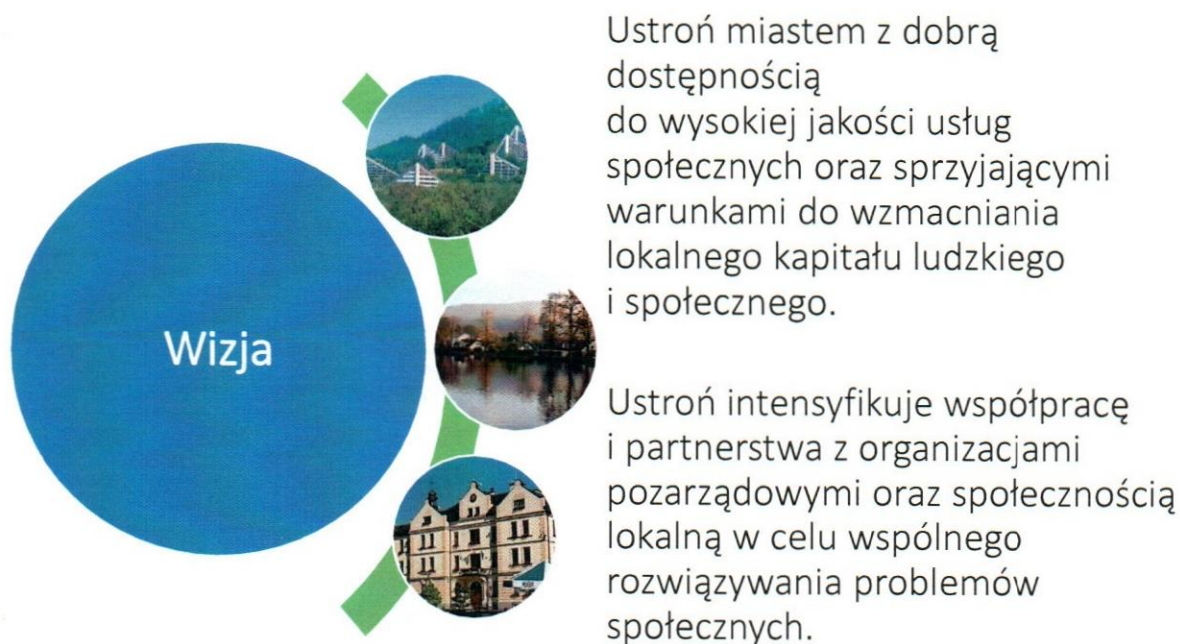 Wizja
Ustroń miastem z dobrą
dostępnością
do wysokiej jakości usług
społecznych oraz sprzyjającymi
warunkami do wzmacniania
lokalnego kapitału ludzkiego
i społecznego.
Ustroń intensyfikuje współpracę
i partnerstwa z organizacjami
pozarządowymi oraz społecznością
lokalną w celu wspólnego
rozwiązywania problemów
społecznych.